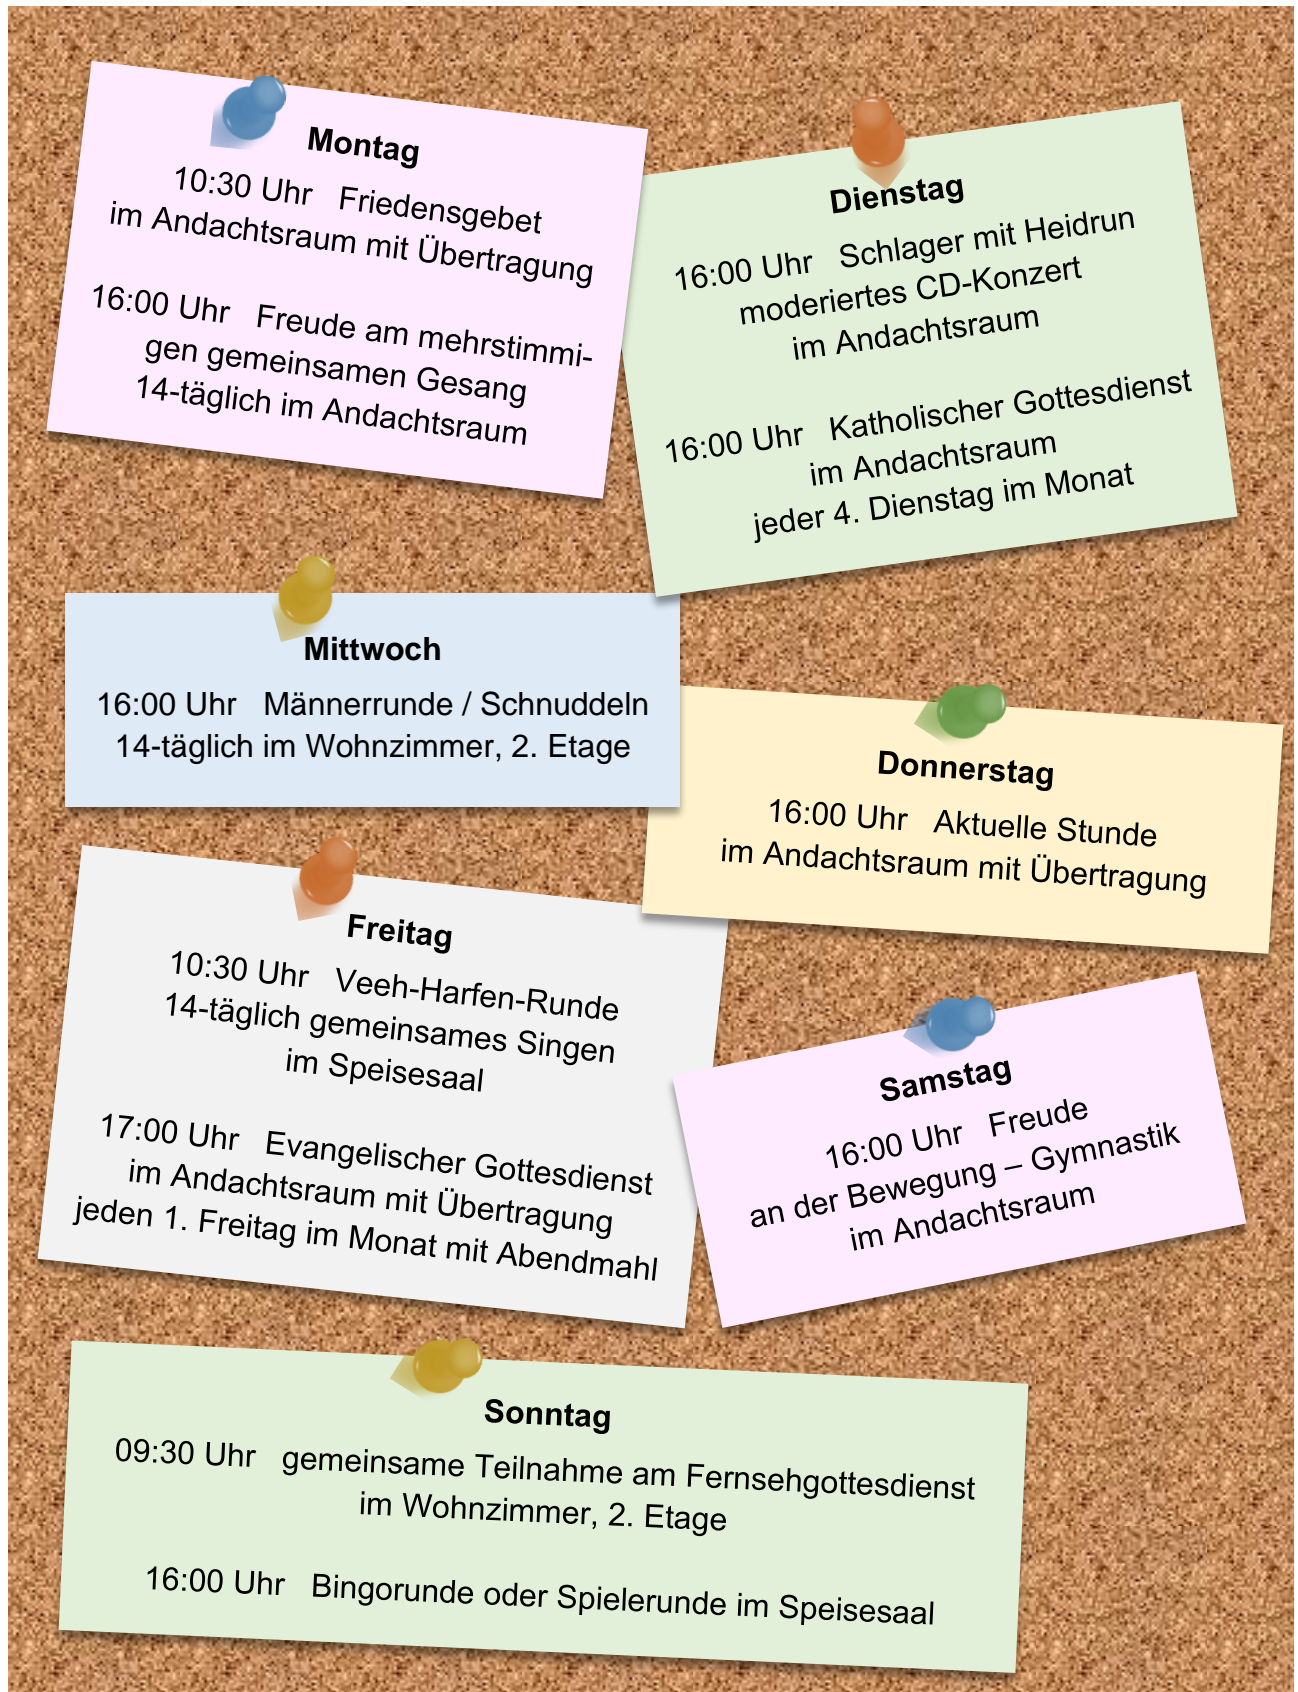 Montag
10:30 Uhr   Friedensgebet
im Andachtsraum mit Übertragung
16:00 Uhr   Freude am mehrstimmi-
gen gemeinsamen Gesang
14-täglich im Andachtsraum
Dienstag
16:00 Uhr   Schlager mit Heidrun
moderiertes CD-Konzert
im Andachtsraum
16:00 Uhr   Katholischer Gottesdienst
im Andachtsraum
jeder 4. Dienstag im Monat
Mittwoch
16:00 Uhr   Männerrunde / Schnuddeln
14-täglich im Wohnzimmer, 2. Etage
Donnerstag
16:00 Uhr   Aktuelle Stunde
im Andachtsraum mit Übertragung
Freitag
10:30 Uhr   Veeh-Harfen-Runde
14-täglich gemeinsames Singen
im Speisesaal
17:00 Uhr   Evangelischer Gottesdienst
im Andachtsraum mit Übertragung
jeden 1. Freitag im Monat mit Abendmahl
Samstag
16:00 Uhr   Freude
an der Bewegung – Gymnastik
im Andachtsraum
Sonntag
09:30 Uhr   gemeinsame Teilnahme am Fernsehgottesdienst
im Wohnzimmer, 2. Etage
16:00 Uhr   Bingorunde oder Spielerunde im Speisesaal